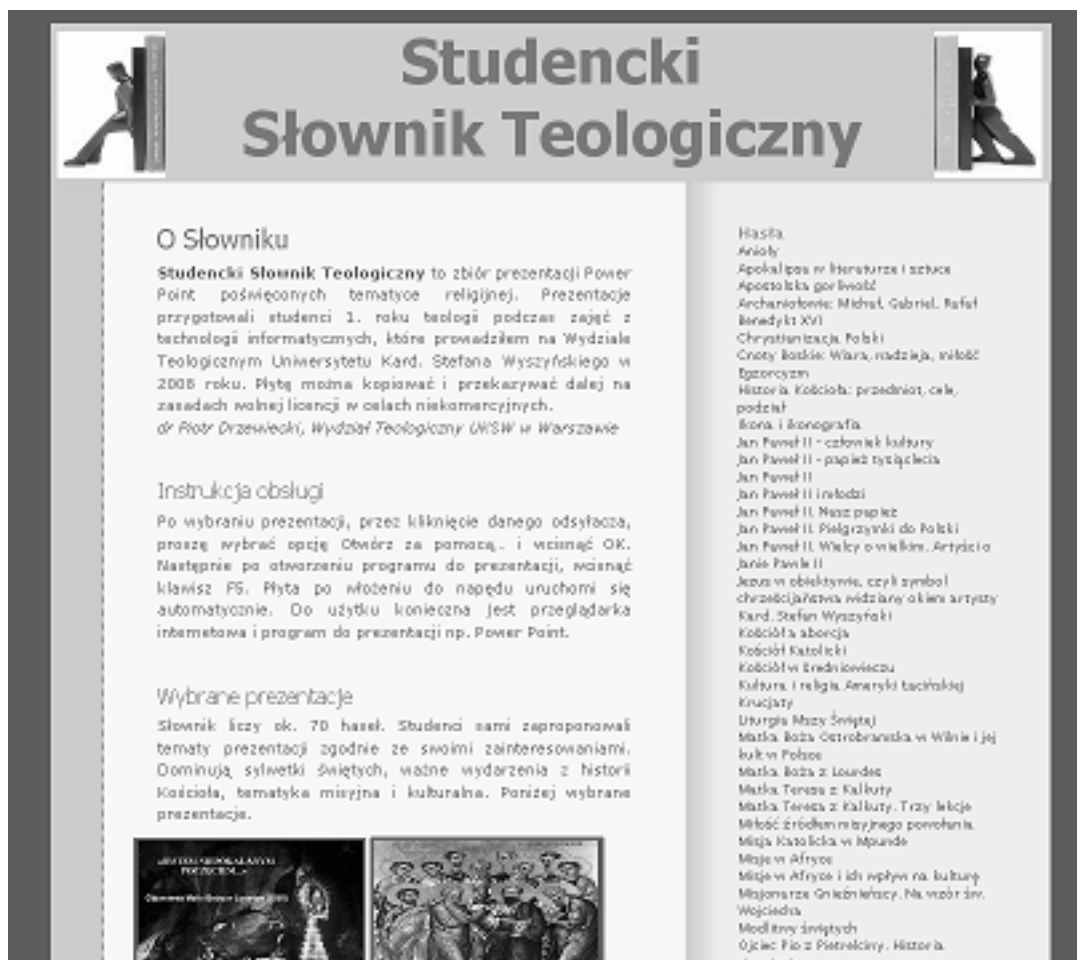 Studencki
Słownik Teologiczny
O Słowniku
Studencki Słownik Teologiczny to zbiór prezentacji Power
Point poświęconych tematyce religijnej. Prezentacje
przygotowali studenci 1. roku teologii podczas zajęć z
technologii informatycznych, które prowadziłem na Wydziale
Teologicznym Uniwersytetu Kard. Stefana Wyszyńskiego w
2008 roku. Płytę można kopiować i przekazywać dalej na
zasadach wolnej licencji w celach niekomercyjnych.
dr Piotr Drzewiecki, Wydział Teologiczny UKSW w Warszawie
Instrukcja obsługi
Po wybraniu prezentacji, przez kliknięcie danego odsyłacza,
proszę wybrać opcję Otwórz za pomocą.. i wcisnąć OK.
Następnie po otworzeniu programu do prezentacji, wcisnąć
klawisz F5. Płyta po włożeniu do napędu uruchomi się
automatycznie. Do użytku konieczna jest przeglądarka
internetowa i program do prezentacji np. Power Point.
Wybrane prezentacje
Słownik liczy ok. 70 haseł. Studenci sami zaproponowali
tematy prezentacji zgodnie ze swoimi zainteresowaniami.
Dominują sylwetki świętych, ważne wydarzenia z historii
Kościoła, tematyka misyjna i kulturalna. Poniżej wybrane
prezentacje.
Hasła
Anioły
Apokalipsa w literaturze i sztuce
Apostolska gorliwość
Archaniołowie: Michał, Gabriel, Rafał
Benedykt XVI
Chrystianizacja Polski
Cnoty Boskie: Wiara, nadzieja, miłość
Egzorcyzm
Historia Kościoła: przedmiot, cele,
podział
Ikona i ikonografia
Jan Paweł II - człowiek kultury
Jan Paweł II - papież tysiąclecia
Jan Paweł II
Jan Paweł II i młodzi
Jan Paweł II. Nasz papież
Jan Paweł II. Pielgrzymki do Polski
Jan Paweł II. Wielcy o wielkim. Artyści o
Janie Pawle II
Jezus w obiektywie, czyli symbol
chrześcijaństwa widziany okiem artysty
Kard. Stefan Wyszyński
Kościół a aborcja
Kościół Katolicki
Kościół w średniowieczu
Kultura i religia Ameryki Łacińskiej
Krucjaty
Liturgia Mszy Świętej
Matka Boża Ostrobramska w Wilnie i jej
kult w Polsce
Matka Boża z Lourdes
Matka Teresa z Kalkuty
Matka Teresa z Kalkuty. Trzy lekcje
Miłość źródłem misyjnego powołania
Misja Katolicka w Mpunde
Misje w Afryce
Misje w Afryce i ich wpływ na kulturę
Misjonarze Gnieźnieńscy. Na wzór św.
Wojciecha
Modlitwy świętych
Ojciec Pio z Pietrelciny. Historia